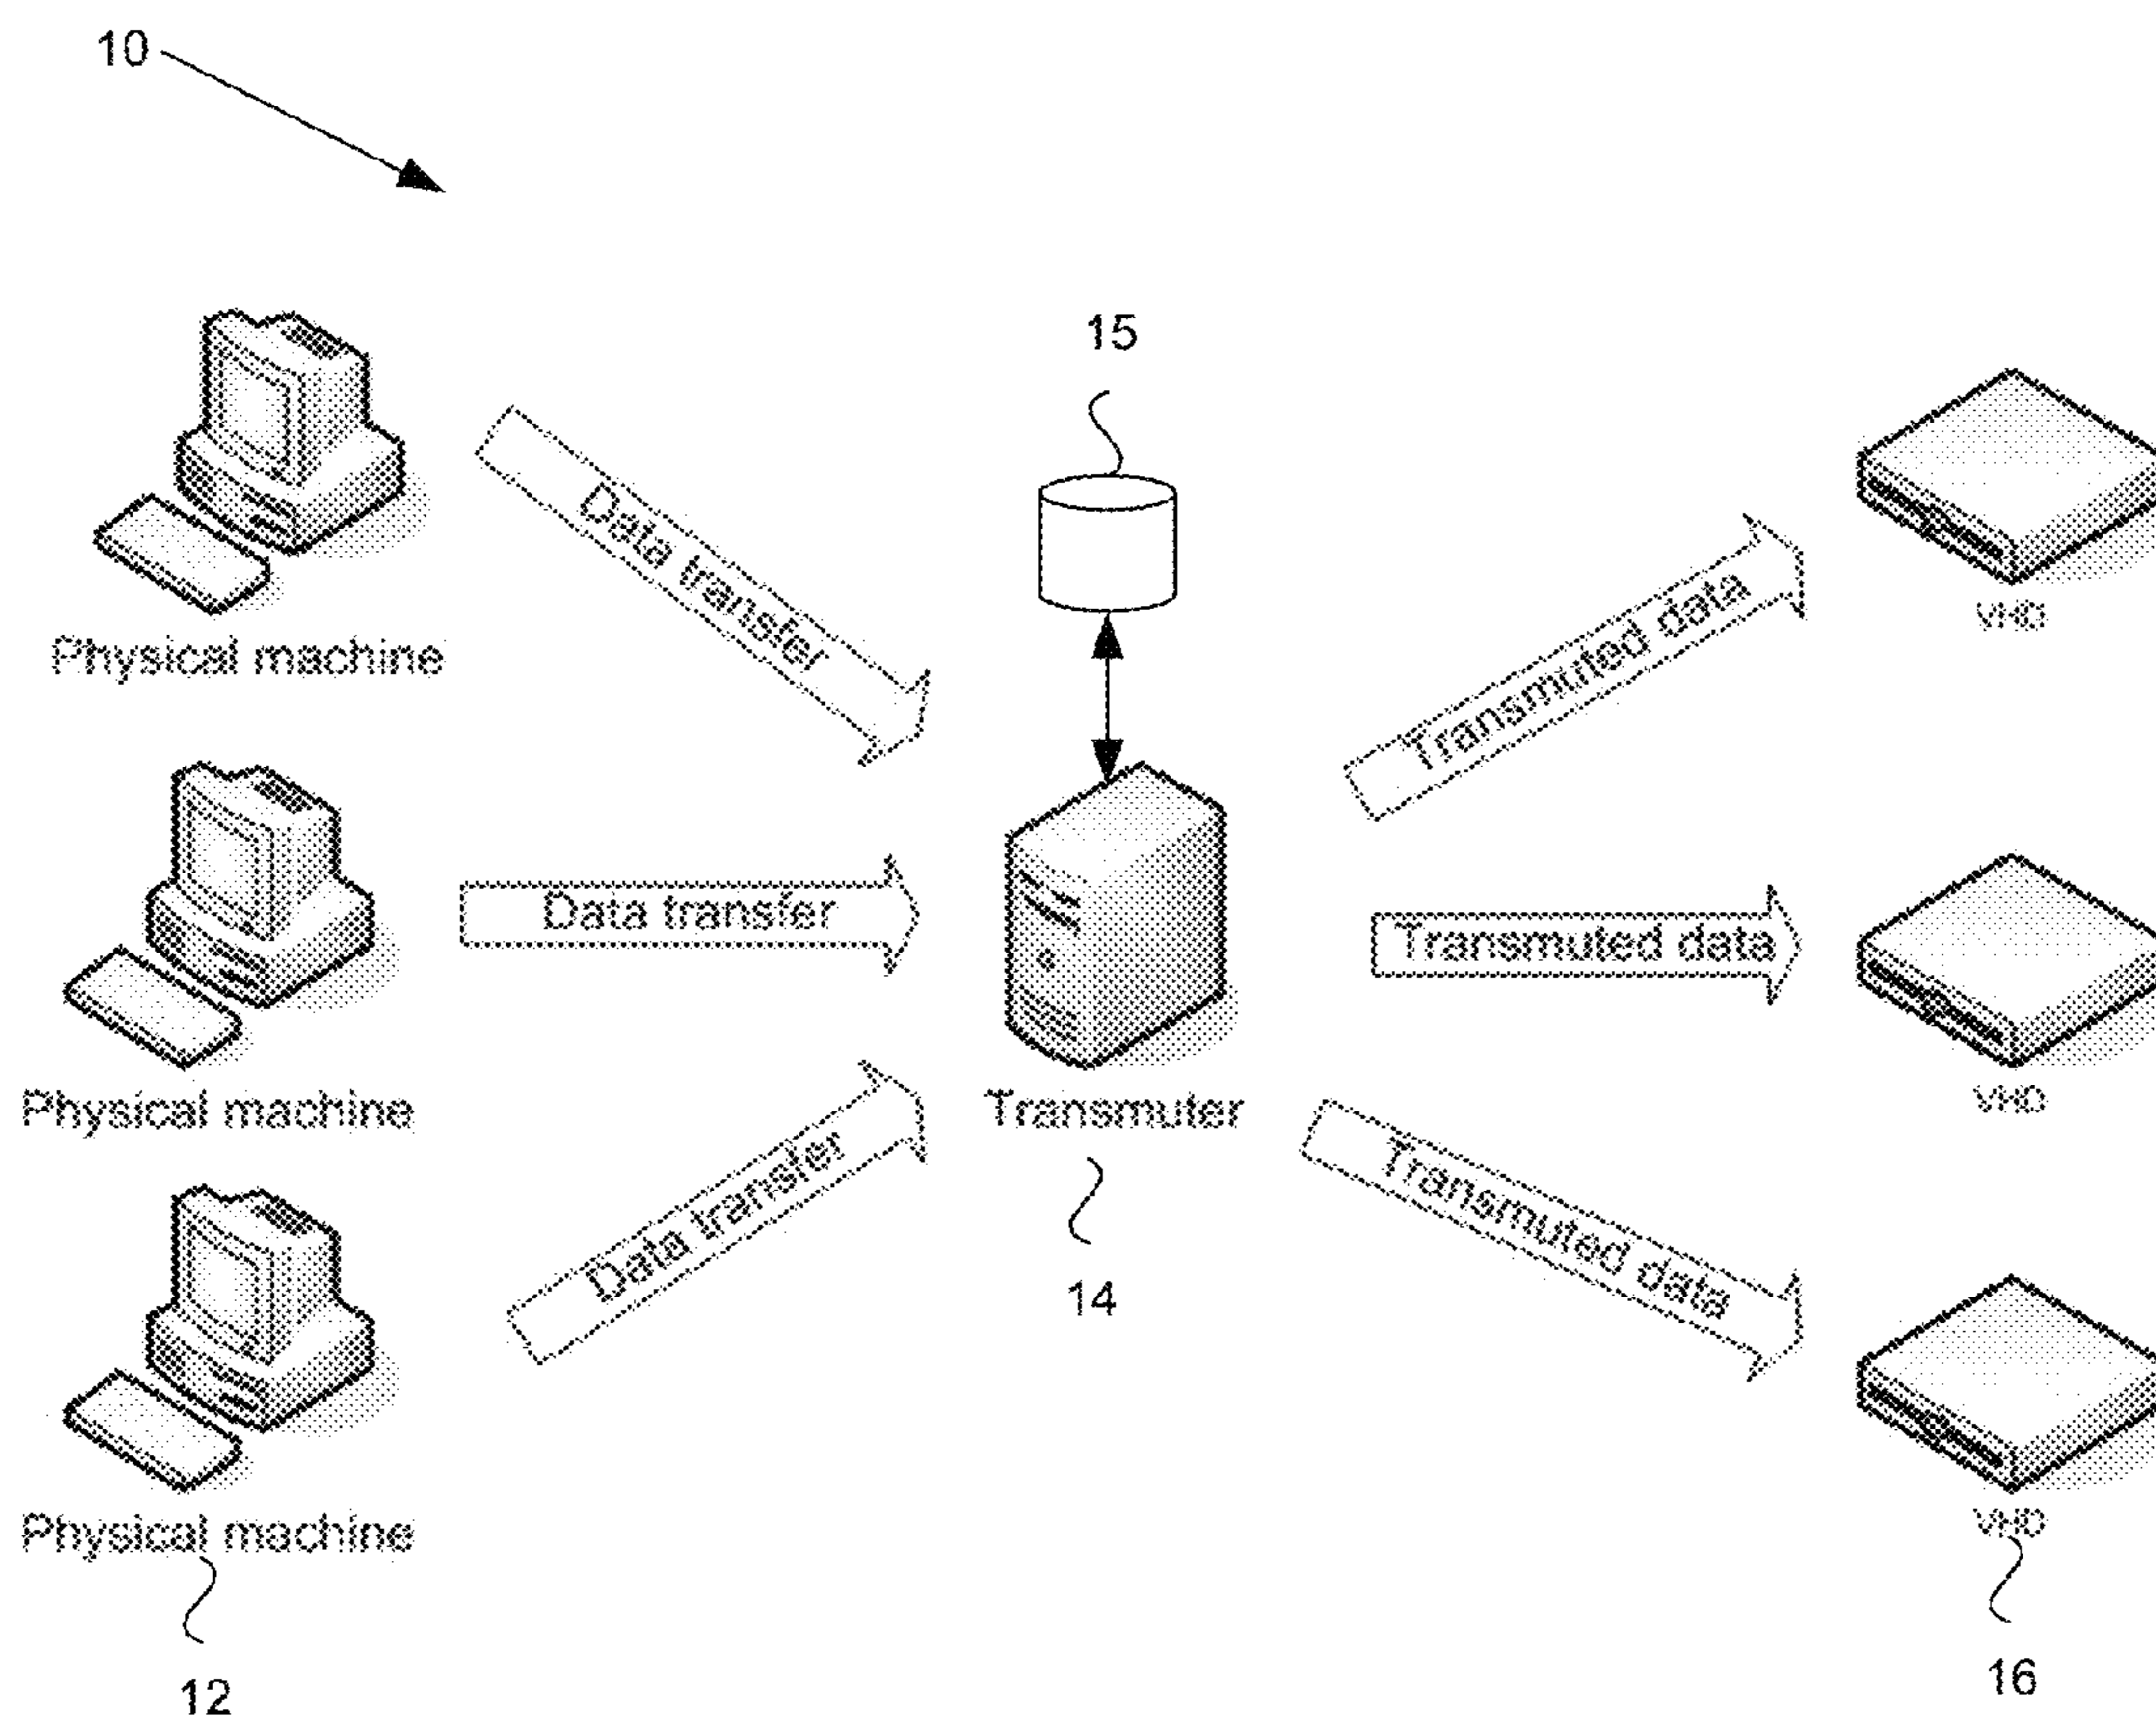 10
15
Data transfer
Transmuted data
VHD
Physical machine
Data transfer
Transmuted data
Physical machine
Transmuter
VHD
Data transfer
Transmuted data
14
Physical machine
VHD
12
16